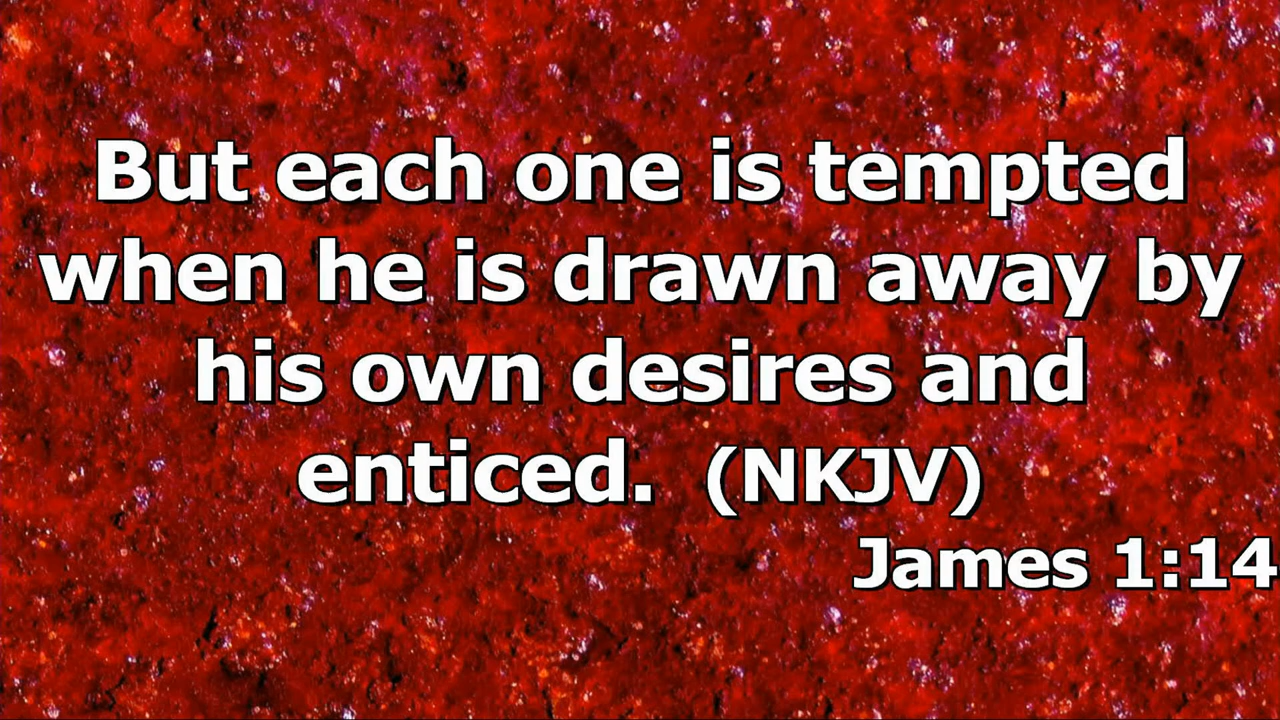 But each one is tempted
when he is drawn away by
his own desires and
enticed.  (NKJV)
James 1:14